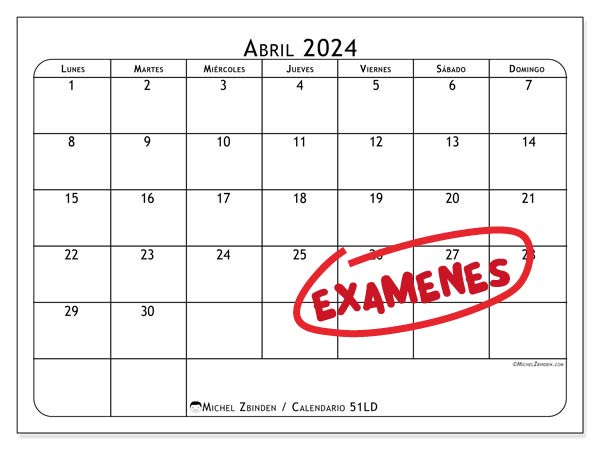 Abril 2024
Lunes Martes Miércoles Jueves Viernes Sábado Domingo
1 2 3 4 5 6 7
8 9 10 11 12 13 14
15 16 17 18 19 20 21
22 23 24 25 26 27 28
EXAMENES
29 30
©MichelZbinden.com
Michel Zbinden / Calendario 51LD